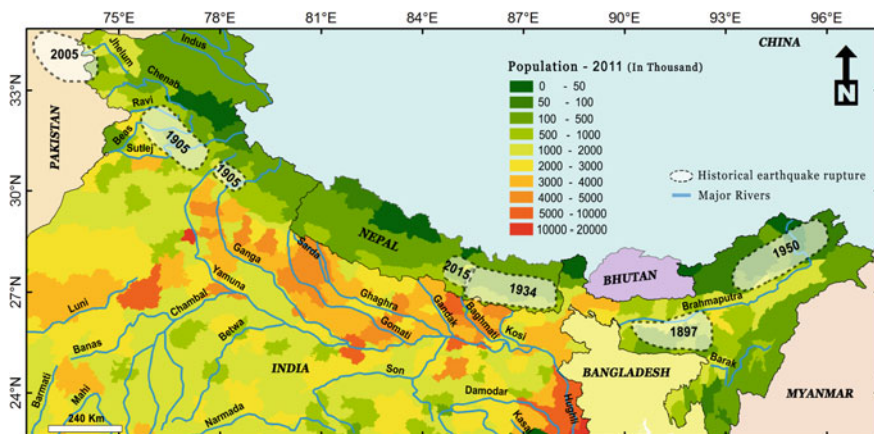 75°E 78°E 81°E 84°E 87°E 90°E 93°E 96°E
33°N
30°N
27°N
24°N
CHINA
N
Population - 2011 (In Thousand)
0 - 50
50 - 100
100 - 500
500 - 1000
1000 - 2000
2000 - 3000
3000 - 4000
4000 - 5000
5000 - 10000
10000 - 20000
Historical earthquake rupture
Major Rivers
2005
Jhelum
Indus
Chenab
Ravi
PAKISTAN
Beas
Sutlej
1905
1905
NEPAL
Sarda
Ganga
Yamuna
2015
1934
BHUTAN
1950
Brahmaputra
1897
Barak
Luni
Chambal
Ghaghra
Gomati
Gandak
Baghmati
Kosi
Banas
Betwa
INDIA
Son
BANGLADESH
MYANMAR
Barmati
Mahi
Damodar
Narmada
Kasa
Hughli
240 Km